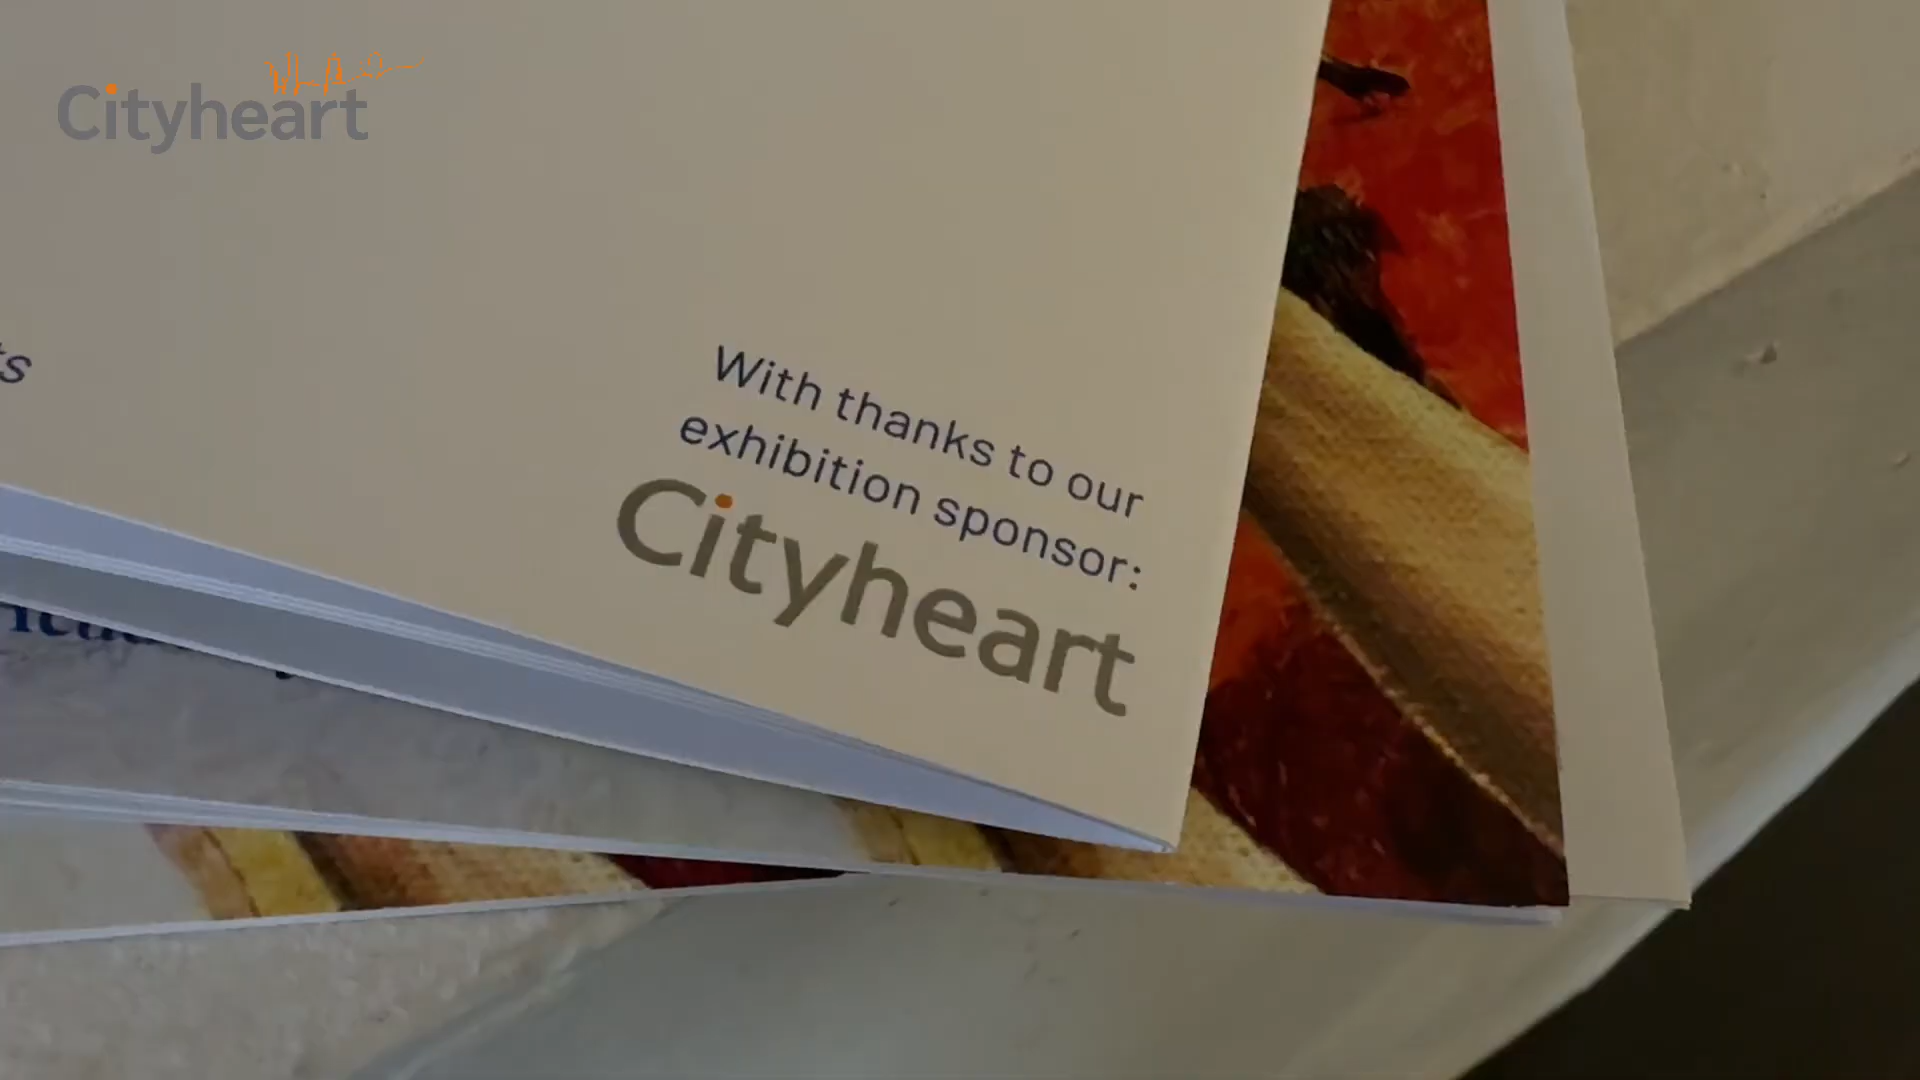 Cityheart
With thanks to our
exhibition sponsor:
Cityheart